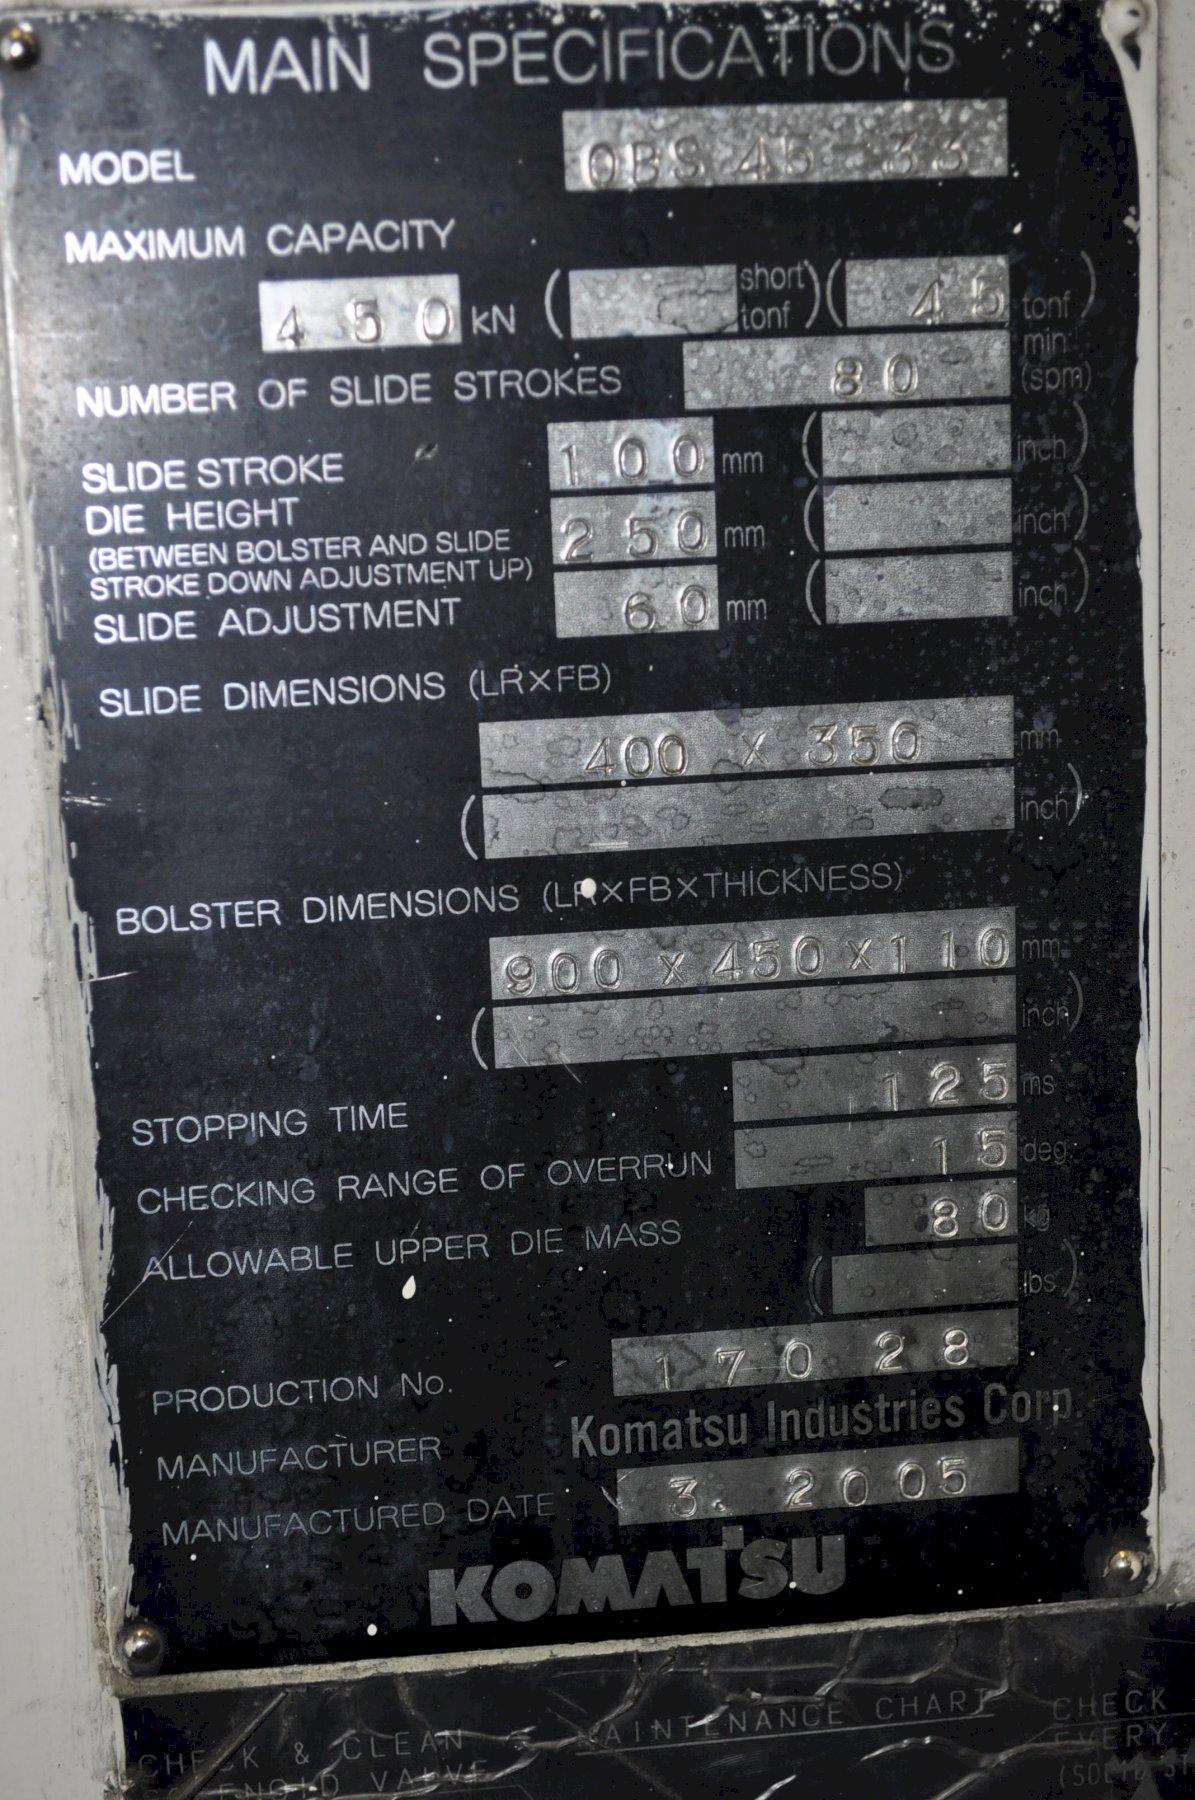 MAIN SPECIFICATIONS
MODEL OBS 45-33
MAXIMUM CAPACITY
450 kN ( short tonf ) ( 45 tonf )
NUMBER OF SLIDE STROKES 80 min (spm)
SLIDE STROKE 100 mm ( inch )
DIE HEIGHT 250 mm ( inch )
(BETWEEN BOLSTER AND SLIDE
STROKE DOWN ADJUSTMENT UP)
SLIDE ADJUSTMENT 60 mm ( inch )
SLIDE DIMENSIONS (LR×FB)
400 X 350 mm
( inch )
BOLSTER DIMENSIONS (LR×FB×THICKNESS)
900 X 450 X 110 mm
( inch )
STOPPING TIME 125 ms
CHECKING RANGE OF OVERRUN 15 deg.
ALLOWABLE UPPER DIE MASS 80 kg
( lbs )
PRODUCTION No. 17028
MANUFACTURER Komatsu Industries Corp.
MANUFACTURED DATE 3. 2005
KOMATSU
MAINTENANCE CHART
CHECK & CLEAN
VALVE
CHECK
EVERY